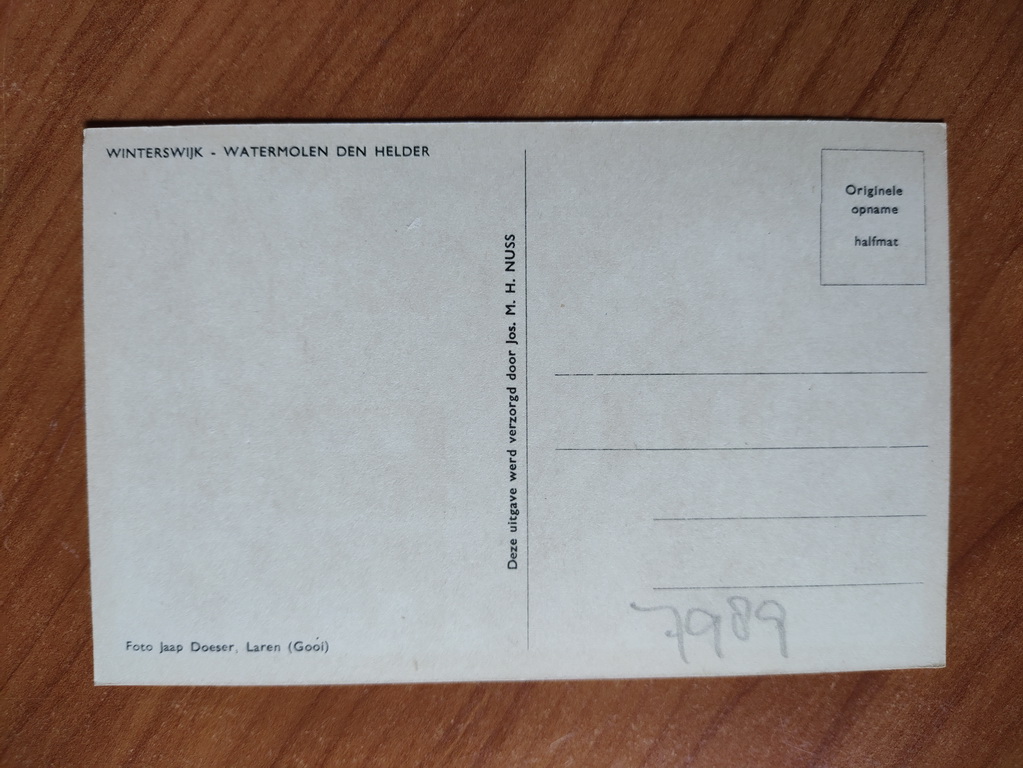 WINTERSWIJK - WATERMOLEN DEN HELDER
Foto Jaap Doeser, Laren (Gooi)
Deze uitgave werd verzorgd door Jos. M. H. NUSS
Originele
opname
halfmat
7989